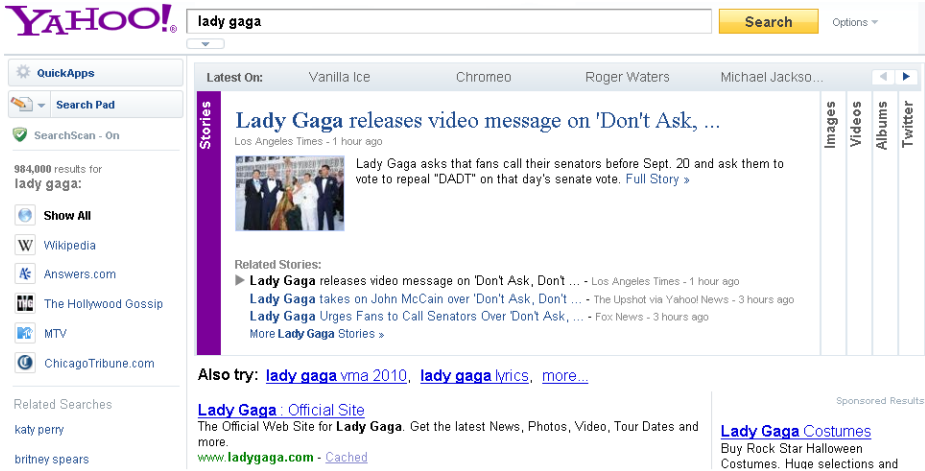 YAHOO!®
lady gaga
Search
Options
QuickApps
Search Pad
SearchScan - On
984,000 results for
lady gaga:
Show All
W Wikipedia
Answers.com
The Hollywood Gossip
MTV
ChicagoTribune.com
Related Searches
katy perry
britney spears
Latest On: Vanilla Ice Chromeo Roger Waters Michael Jackso...
Stories
Lady Gaga releases video message on 'Don't Ask, ...
Los Angeles Times - 1 hour ago
Lady Gaga asks that fans call their senators before Sept. 20 and ask them to
vote to repeal "DADT" on that day's senate vote. Full Story »
Related Stories:
Lady Gaga releases video message on 'Don't Ask, Don't ... - Los Angeles Times - 1 hour ago
Lady Gaga takes on John McCain over 'Don't Ask, Don't ... - The Upshot via Yahoo! News - 3 hours ago
Lady Gaga Urges Fans to Call Senators Over 'Don't Ask, ... - Fox News - 3 hours ago
More Lady Gaga Stories »
Images
Videos
Albums
Twitter
Also try: lady gaga vma 2010, lady gaga lyrics, more...
Lady Gaga : Official Site
The Official Web Site for Lady Gaga. Get the latest News, Photos, Video, Tour Dates and
more.
www.ladygaga.com - Cached
Sponsored Results
Lady Gaga Costumes
Buy Rock Star Halloween
Costumes. Huge selections and